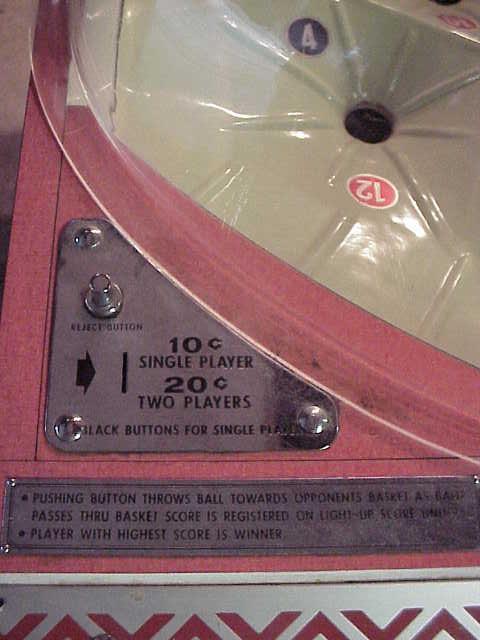 4
12
REJECT BUTTON
10¢
SINGLE PLAYER
20¢
TWO PLAYERS
BLACK BUTTONS FOR SINGLE
• PUSHING BUTTON THROWS BALL TOWARDS OPPONENTS BASKET AS BALL
PASSES THRU BASKET SCORE IS REGISTERED ON LIGHT-UP SCORE UNITS
• PLAYER WITH HIGHEST SCORE IS WINNER